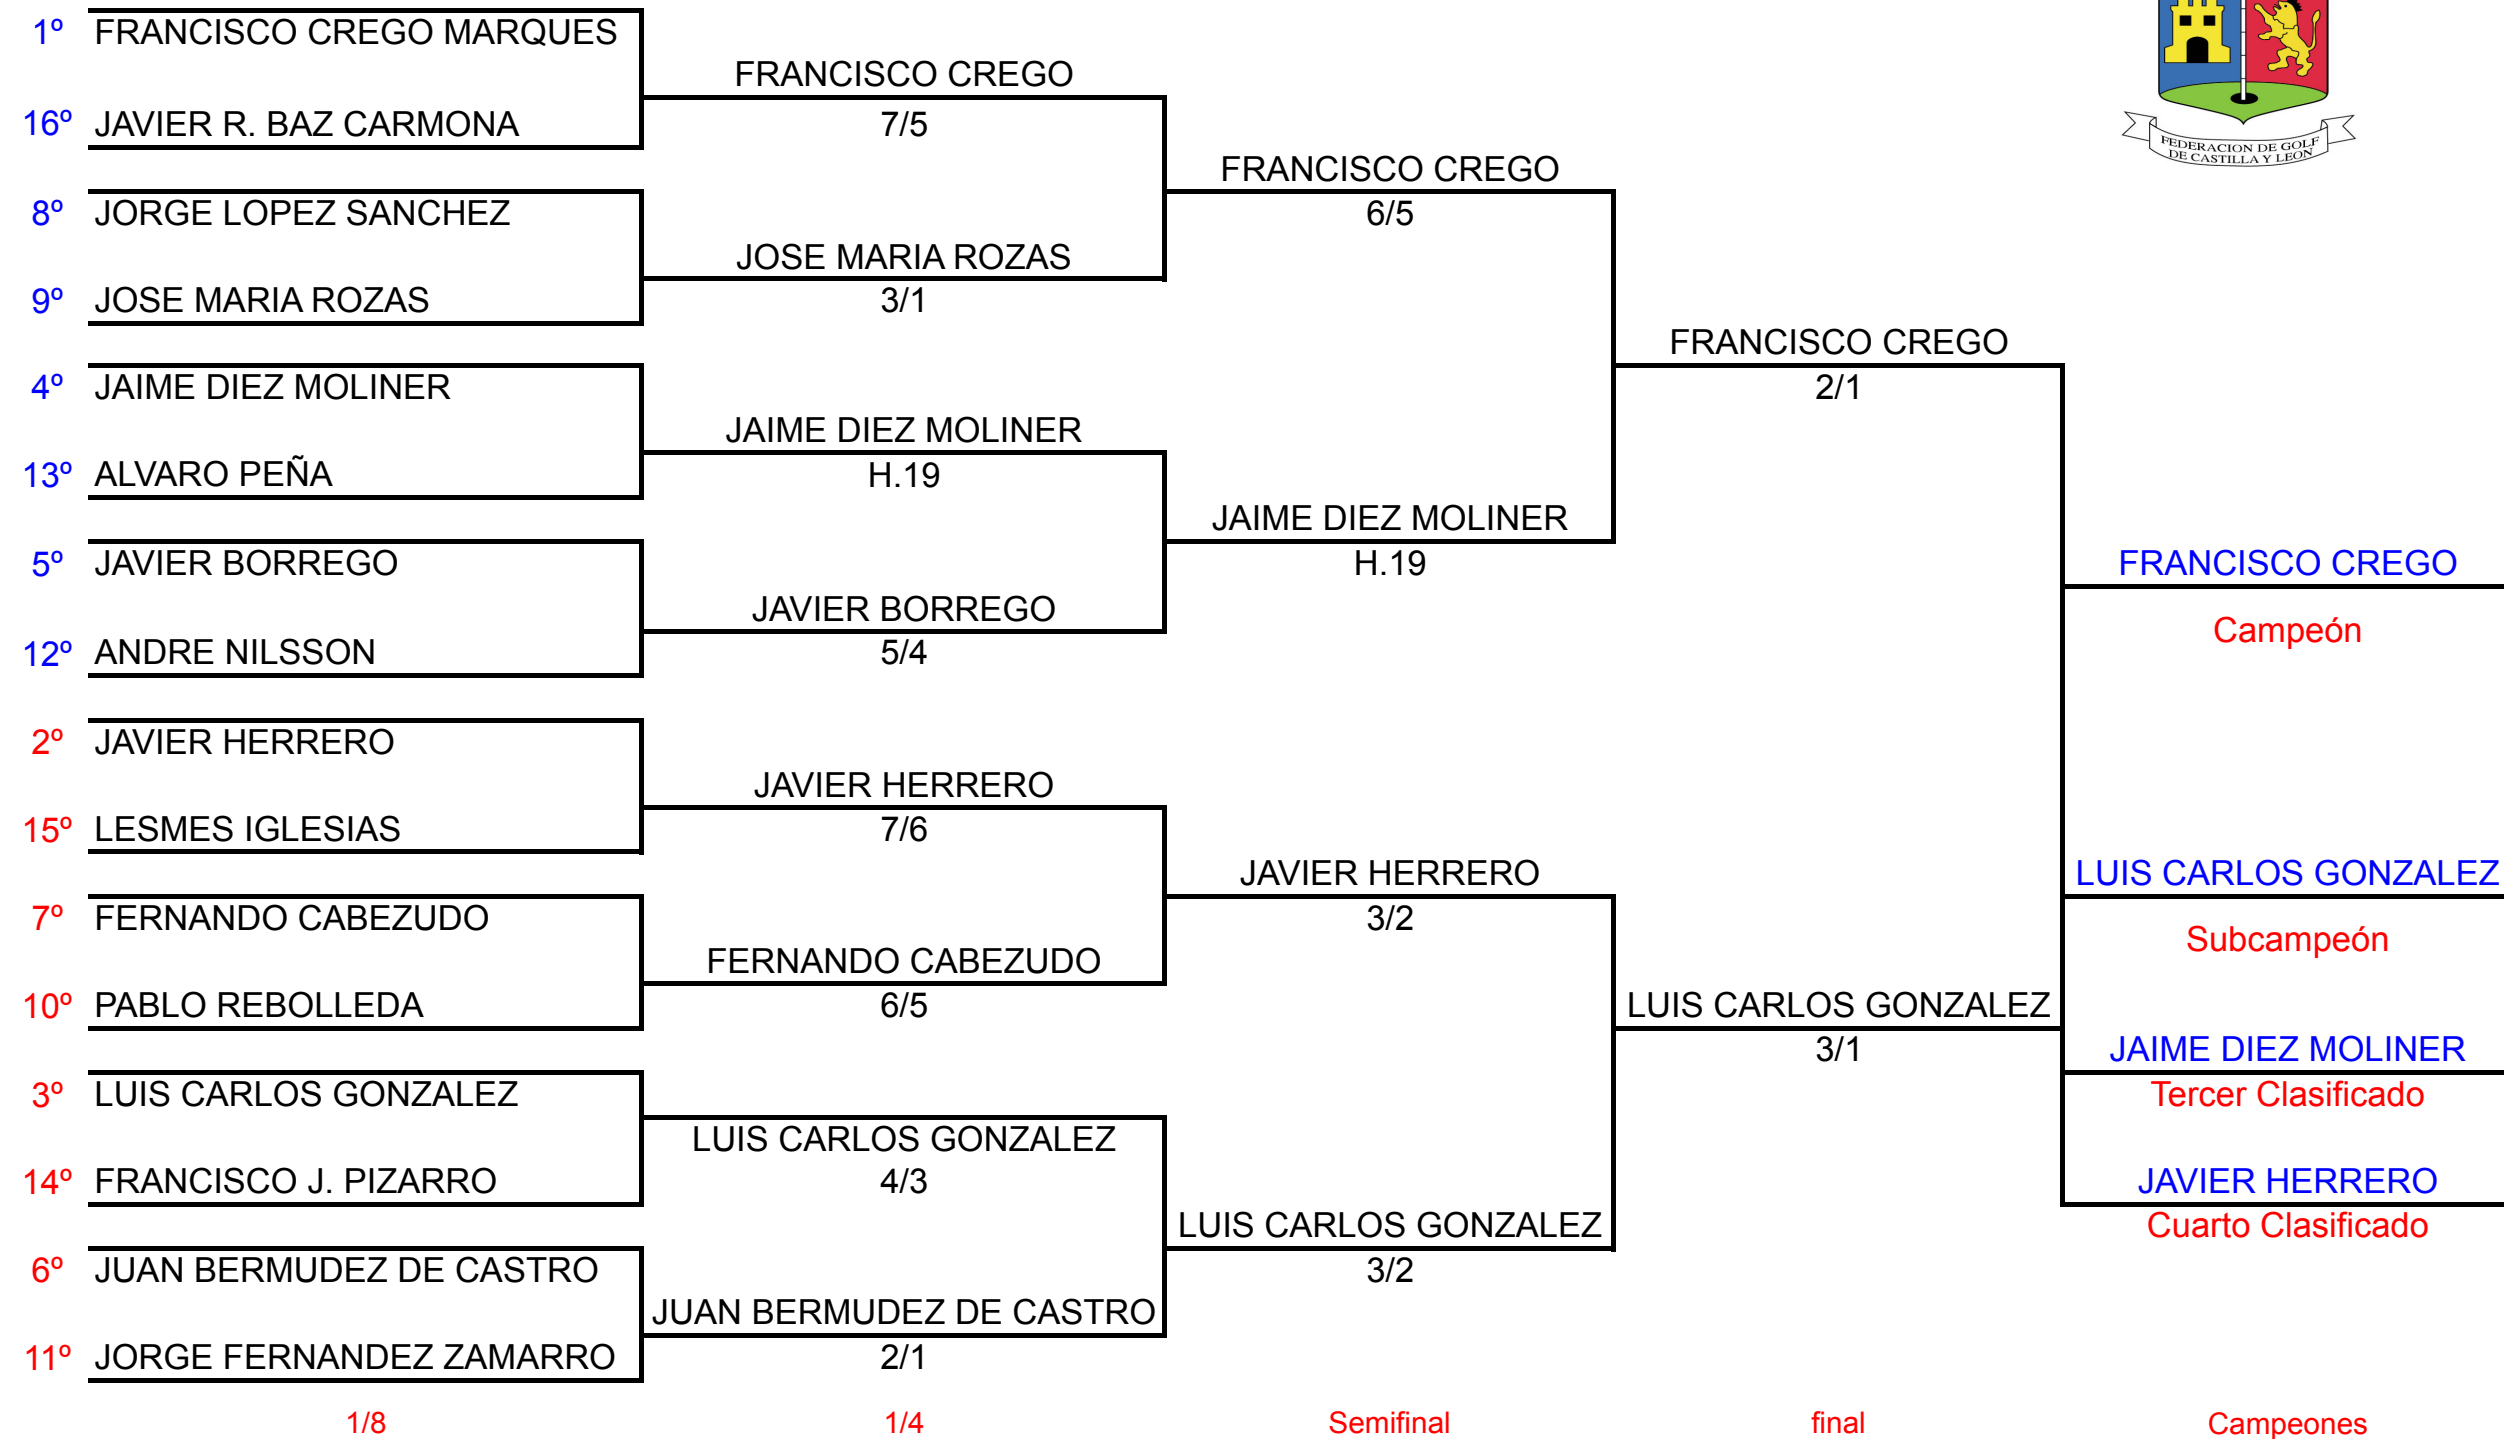 1º FRANCISCO CREGO MARQUES
16º JAVIER R. BAZ CARMONA
8º JORGE LOPEZ SANCHEZ
9º JOSE MARIA ROZAS
4º JAIME DIEZ MOLINER
13º ALVARO PEÑA
5º JAVIER BORREGO
12º ANDRE NILSSON
2º JAVIER HERRERO
15º LESMES IGLESIAS
7º FERNANDO CABEZUDO
10º PABLO REBOLLEDA
3º LUIS CARLOS GONZALEZ
14º FRANCISCO J. PIZARRO
6º JUAN BERMUDEZ DE CASTRO
11º JORGE FERNANDEZ ZAMARRO
1/8
FRANCISCO CREGO
7/5
JOSE MARIA ROZAS
3/1
JAIME DIEZ MOLINER
H.19
JAVIER BORREGO
5/4
JAVIER HERRERO
7/6
FERNANDO CABEZUDO
6/5
LUIS CARLOS GONZALEZ
4/3
JUAN BERMUDEZ DE CASTRO
2/1
1/4
FRANCISCO CREGO
6/5
JAIME DIEZ MOLINER
H.19
JAVIER HERRERO
3/2
LUIS CARLOS GONZALEZ
3/2
Semifinal
FRANCISCO CREGO
2/1
LUIS CARLOS GONZALEZ
3/1
final
FEDERACION DE GOLF
DE CASTILLA Y LEON
FRANCISCO CREGO
Campeón
LUIS CARLOS GONZALEZ
Subcampeón
JAIME DIEZ MOLINER
Tercer Clasificado
JAVIER HERRERO
Cuarto Clasificado
Campeones